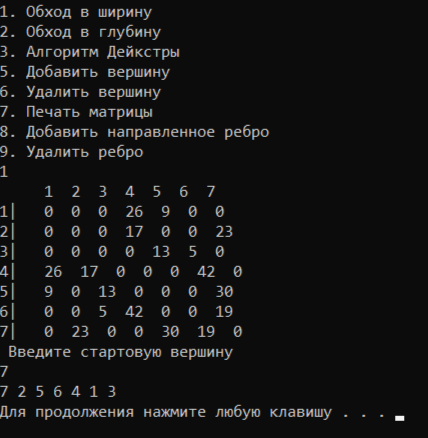 1. Обход в ширину
2. Обход в глубину
3. Алгоритм Дейкстры
5. Добавить вершину
6. Удалить вершину
7. Печать матрицы
8. Добавить направленное ребро
9. Удалить ребро
1
1 2 3 4 5 6 7
1| 0 0 0 26 9 0 0
2| 0 0 0 17 0 0 23
3| 0 0 0 0 13 5 0
4| 26 17 0 0 0 42 0
5| 9 0 13 0 0 0 30
6| 0 0 5 42 0 0 19
7| 0 23 0 0 30 19 0
Введите стартовую вершину
7
7 2 5 6 4 1 3
Для продолжения нажмите любую клавишу . . .